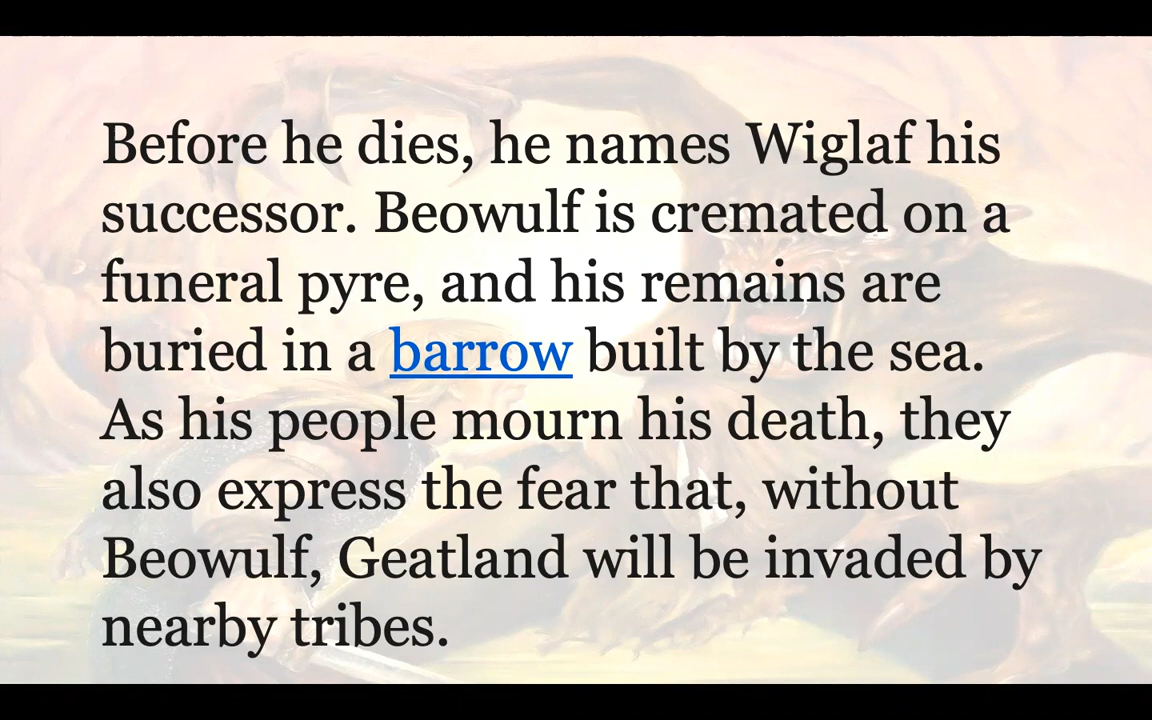 Before he dies, he names Wiglaf his
successor. Beowulf is cremated on a
funeral pyre, and his remains are
buried in a barrow built by the sea.
As his people mourn his death, they
also express the fear that, without
Beowulf, Geatland will be invaded by
nearby tribes.